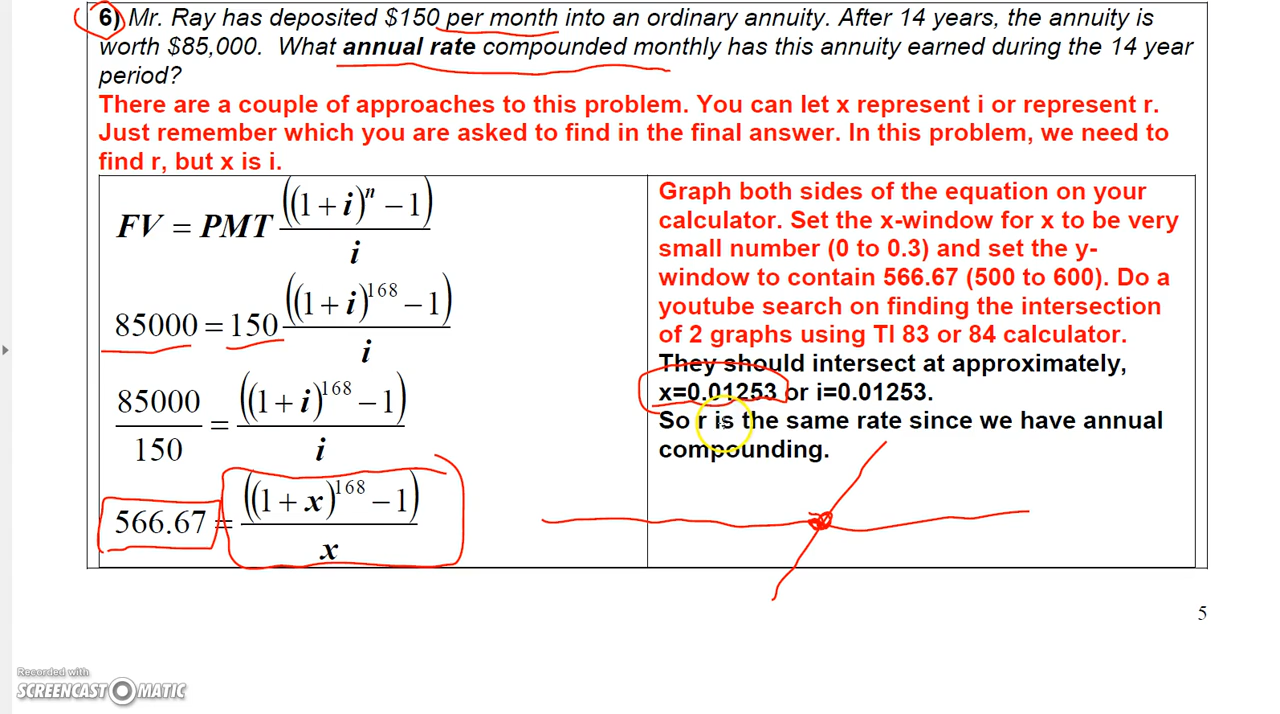 6) Mr. Ray has deposited $150 per month into an ordinary annuity. After 14 years, the annuity is
worth $85,000. What annual rate compounded monthly has this annuity earned during the 14 year
period?
There are a couple of approaches to this problem. You can let x represent i or represent r.
Just remember which you are asked to find in the final answer. In this problem, we need to
find r, but x is i.
FV = PMT ((1 + i)^n − 1) / i
85000 = 150 ((1 + i)^168 − 1) / i
85000 / 150 = ((1 + i)^168 − 1) / i
566.67 = ((1 + x)^168 − 1) / x
Graph both sides of the equation on your
calculator. Set the x-window for x to be very
small number (0 to 0.3) and set the y-
window to contain 566.67 (500 to 600). Do a
youtube search on finding the intersection
of 2 graphs using TI 83 or 84 calculator.
They should intersect at approximately,
x=0.01253 or i=0.01253.
So r is the same rate since we have annual
compounding.
5
Recorded with
SCREENCAST MATIC